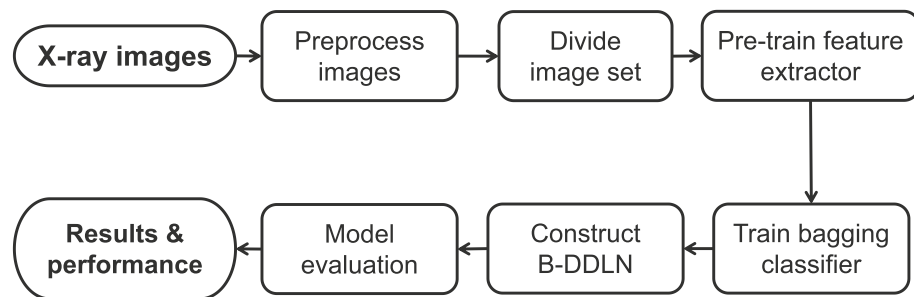 X-ray images
Preprocess
images
Divide
image set
Pre-train feature
extractor
Train bagging
classifier
Construct
B-DDLN
Model
evaluation
Results &
performance